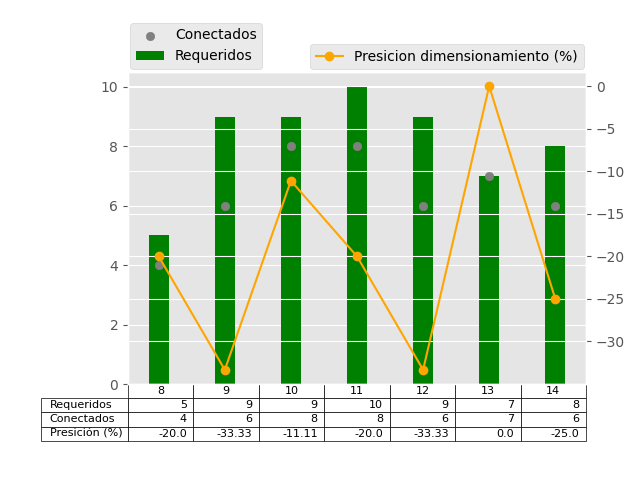 Conectados
Requeridos
Presicion dimensionamiento (%)
10
8
6
4
2
0
0
−5
−10
−15
−20
−25
−30
8 9 10 11 12 13 14
Requeridos 5 9 9 10 9 7 8
Conectados 4 6 8 8 6 7 6
Presición (%) -20.0 -33.33 -11.11 -20.0 -33.33 0.0 -25.0